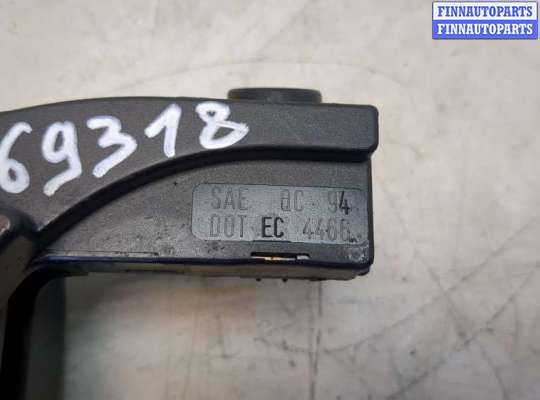 FINNAUTOPARTS
FINNAUTOPARTS
69318
SAE QC 94
DOT EC 4466